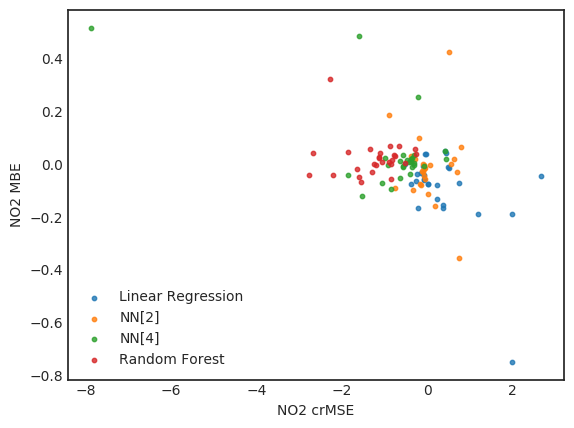 0.4
0.2
0.0
−0.2
−0.4
−0.6
−0.8
NO2 MBE
Linear Regression
NN[2]
NN[4]
Random Forest
−8
−6
−4
−2
0
2
NO2 crMSE